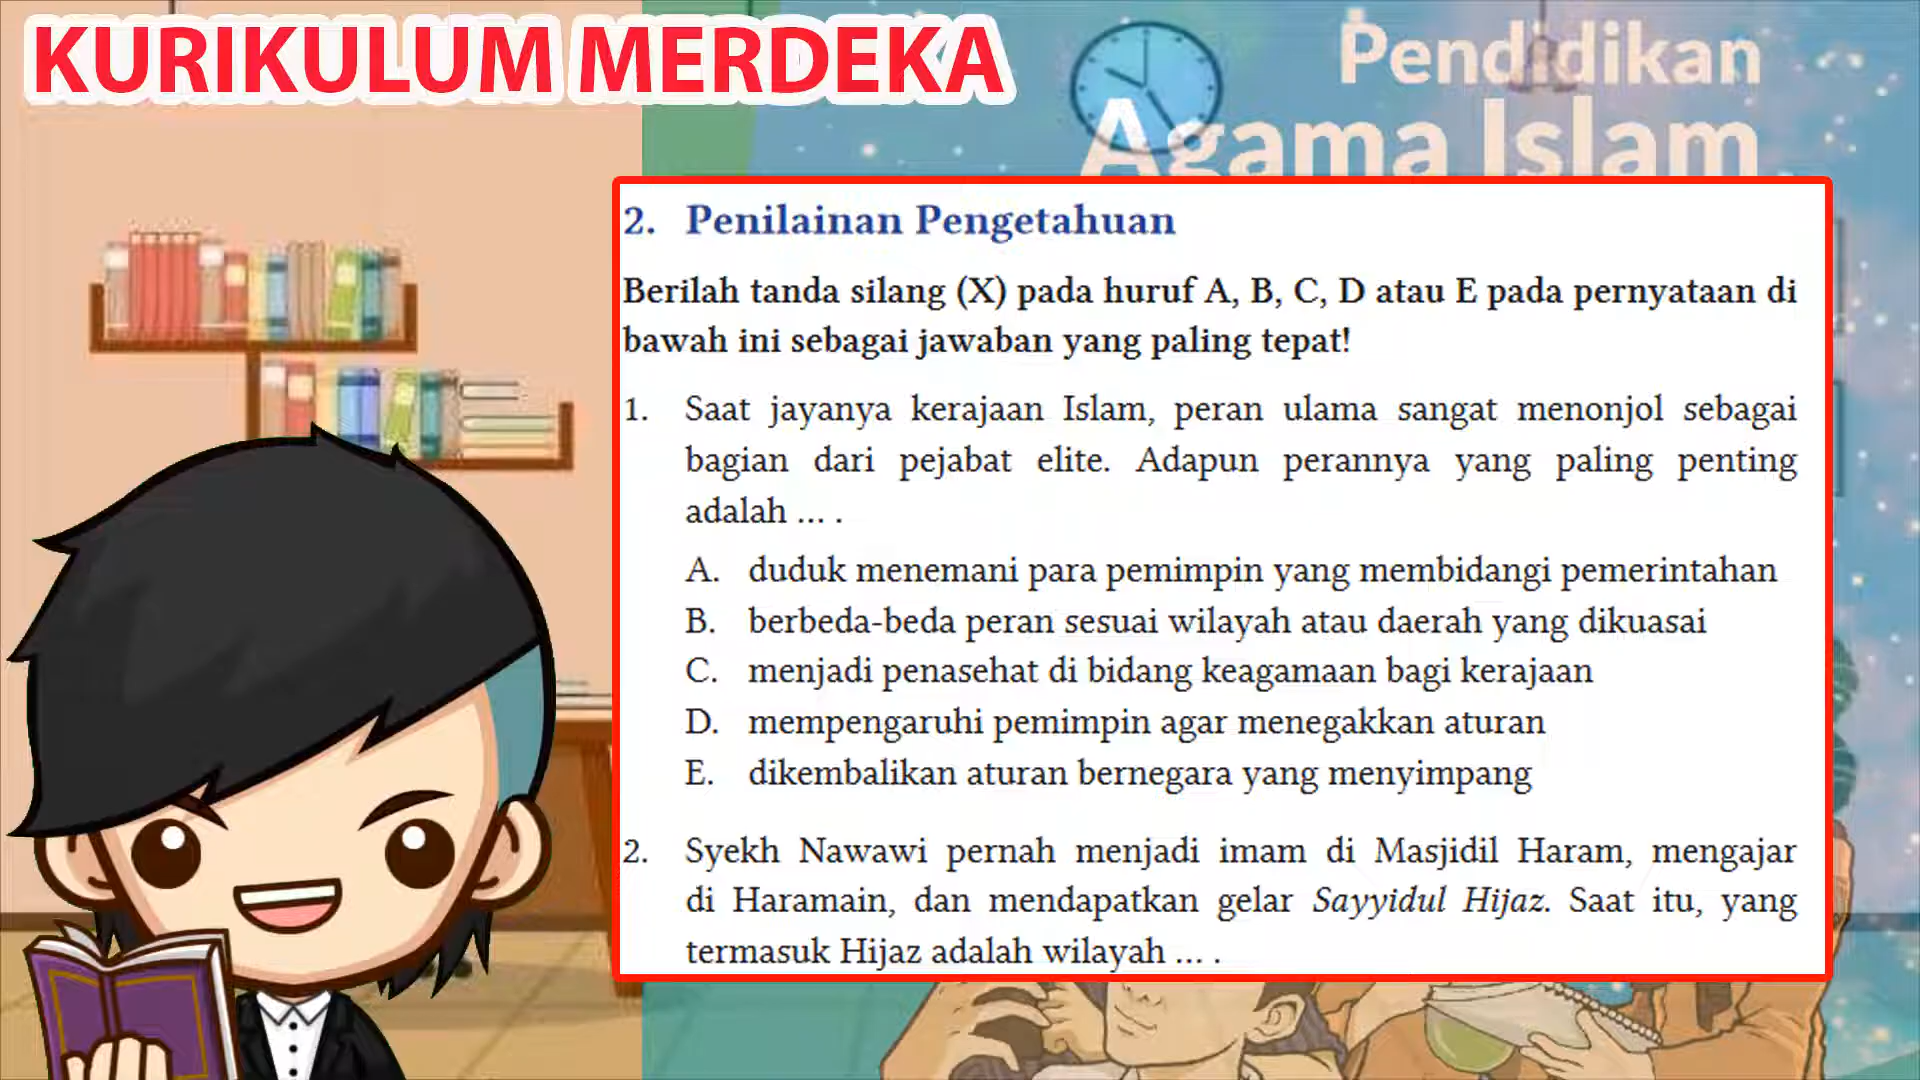 KURIKULUM MERDEKA
Pendidikan
Agama Islam
2. Penilainan Pengetahuan
Berilah tanda silang (X) pada huruf A, B, C, D atau E pada pernyataan di
bawah ini sebagai jawaban yang paling tepat!
1. Saat jayanya kerajaan Islam, peran ulama sangat menonjol sebagai
bagian dari pejabat elite. Adapun perannya yang paling penting
adalah ... .
A. duduk menemani para pemimpin yang membidangi pemerintahan
B. berbeda-beda peran sesuai wilayah atau daerah yang dikuasai
C. menjadi penasehat di bidang keagamaan bagi kerajaan
D. mempengaruhi pemimpin agar menegakkan aturan
E. dikembalikan aturan bernegara yang menyimpang
2. Syekh Nawawi pernah menjadi imam di Masjidil Haram, mengajar
di Haramain, dan mendapatkan gelar Sayyidul Hijaz. Saat itu, yang
termasuk Hijaz adalah wilayah ... .